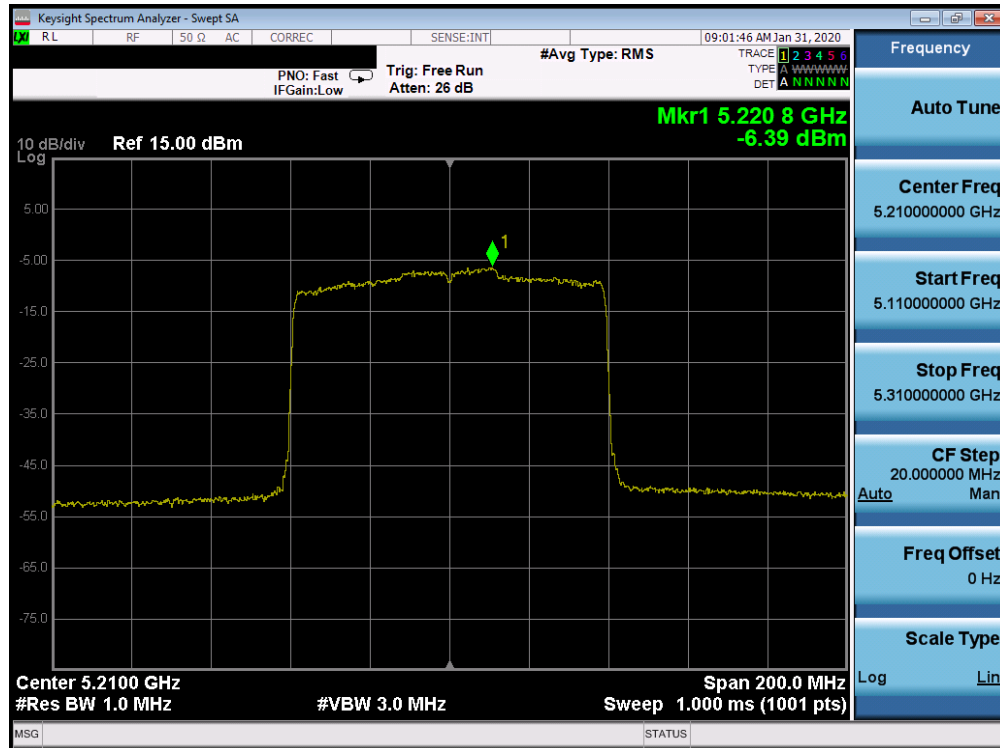 Keysight Spectrum Analyzer - Swept SA
LXI RL RF 50 Ω AC CORREC SENSE:INT 09:01:46 AM Jan 31, 2020
#Avg Type: RMS TRACE 1 2 3 4 5 6
PNO: Fast Trig: Free Run TYPE A WWWWW
IFGain:Low Atten: 26 dB DET A N N N N N
Mkr1 5.220 8 GHz
-6.39 dBm
10 dB/div Ref 15.00 dBm
Log
1
5.00
-5.00
-15.0
-25.0
-35.0
-45.0
-55.0
-65.0
-75.0
Center 5.2100 GHz Span 200.0 MHz
#Res BW 1.0 MHz #VBW 3.0 MHz Sweep 1.000 ms (1001 pts)
MSG STATUS
Frequency
Auto Tune
Center Freq
5.210000000 GHz
Start Freq
5.110000000 GHz
Stop Freq
5.310000000 GHz
CF Step
20.000000 MHz
Auto Man
Freq Offset
0 Hz
Scale Type
Log Lin